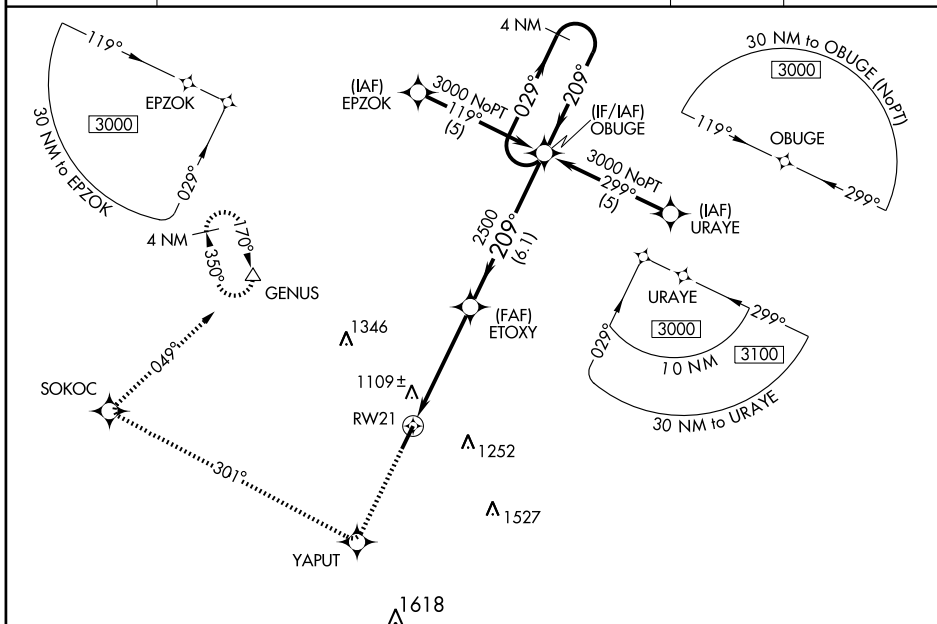 119°
EPZOK
3000
30 NM to EPZOK
029°
4 NM
029°
209°
(IAF)
EPZOK
3000 NoPT
119°
(5)
(IF/IAF)
OBUGE
3000 NoPT
299°
(5)
(IAF)
URAYE
30 NM to OBUGE (NoPT)
3000
119°
OBUGE
299°
4 NM
170°
350°
GENUS
2500
209°
(6.1)
(FAF)
ETOXY
URAYE
299°
3000
3100
029°
10 NM
30 NM to URAYE
049°
SOKOC
1346
1109 ±
RW21
1252
301°
1527
YAPUT
1618